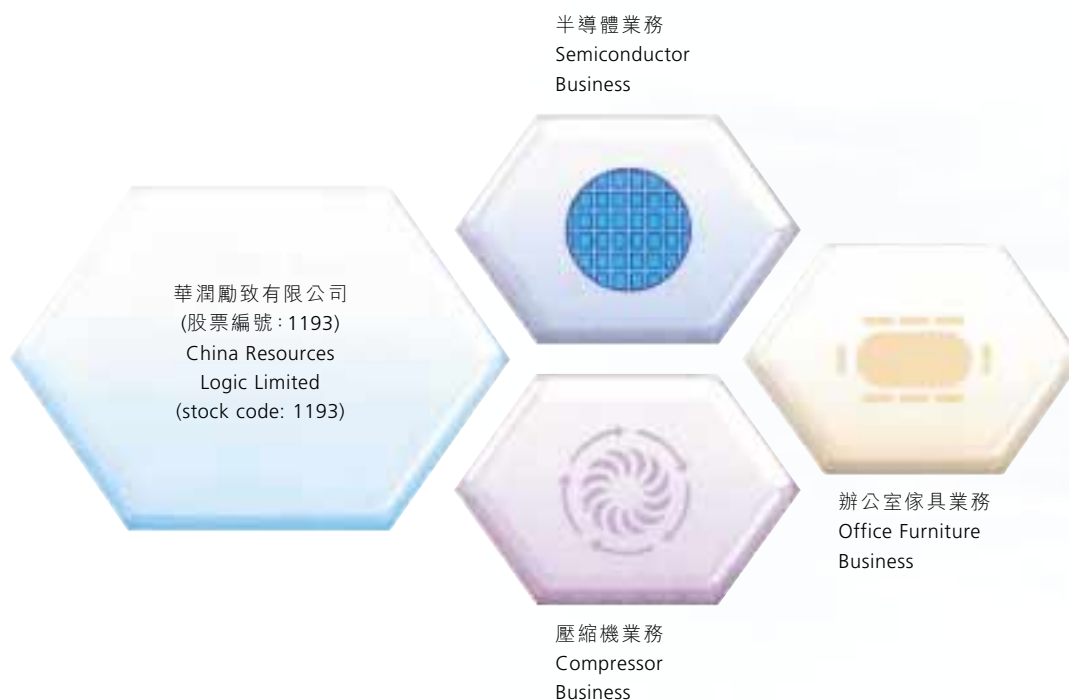 半導體業務
Semiconductor
Business
華潤勵致有限公司
(股票編號：1193)
China Resources
Logic Limited
(stock code: 1193)
辦公室傢具業務
Office Furniture
Business
壓縮機業務
Compressor
Business